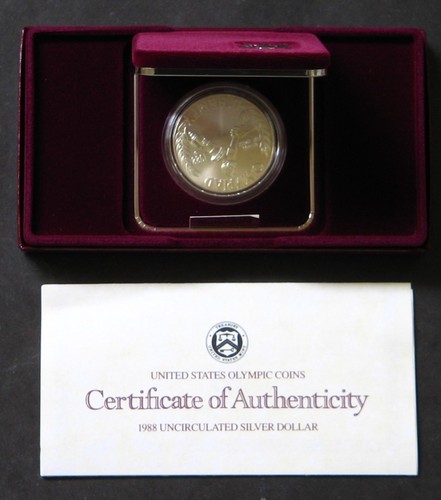 UNITED STATES OLYMPIC COINS
Certificate of Authenticity
1988 UNCIRCULATED SILVER DOLLAR